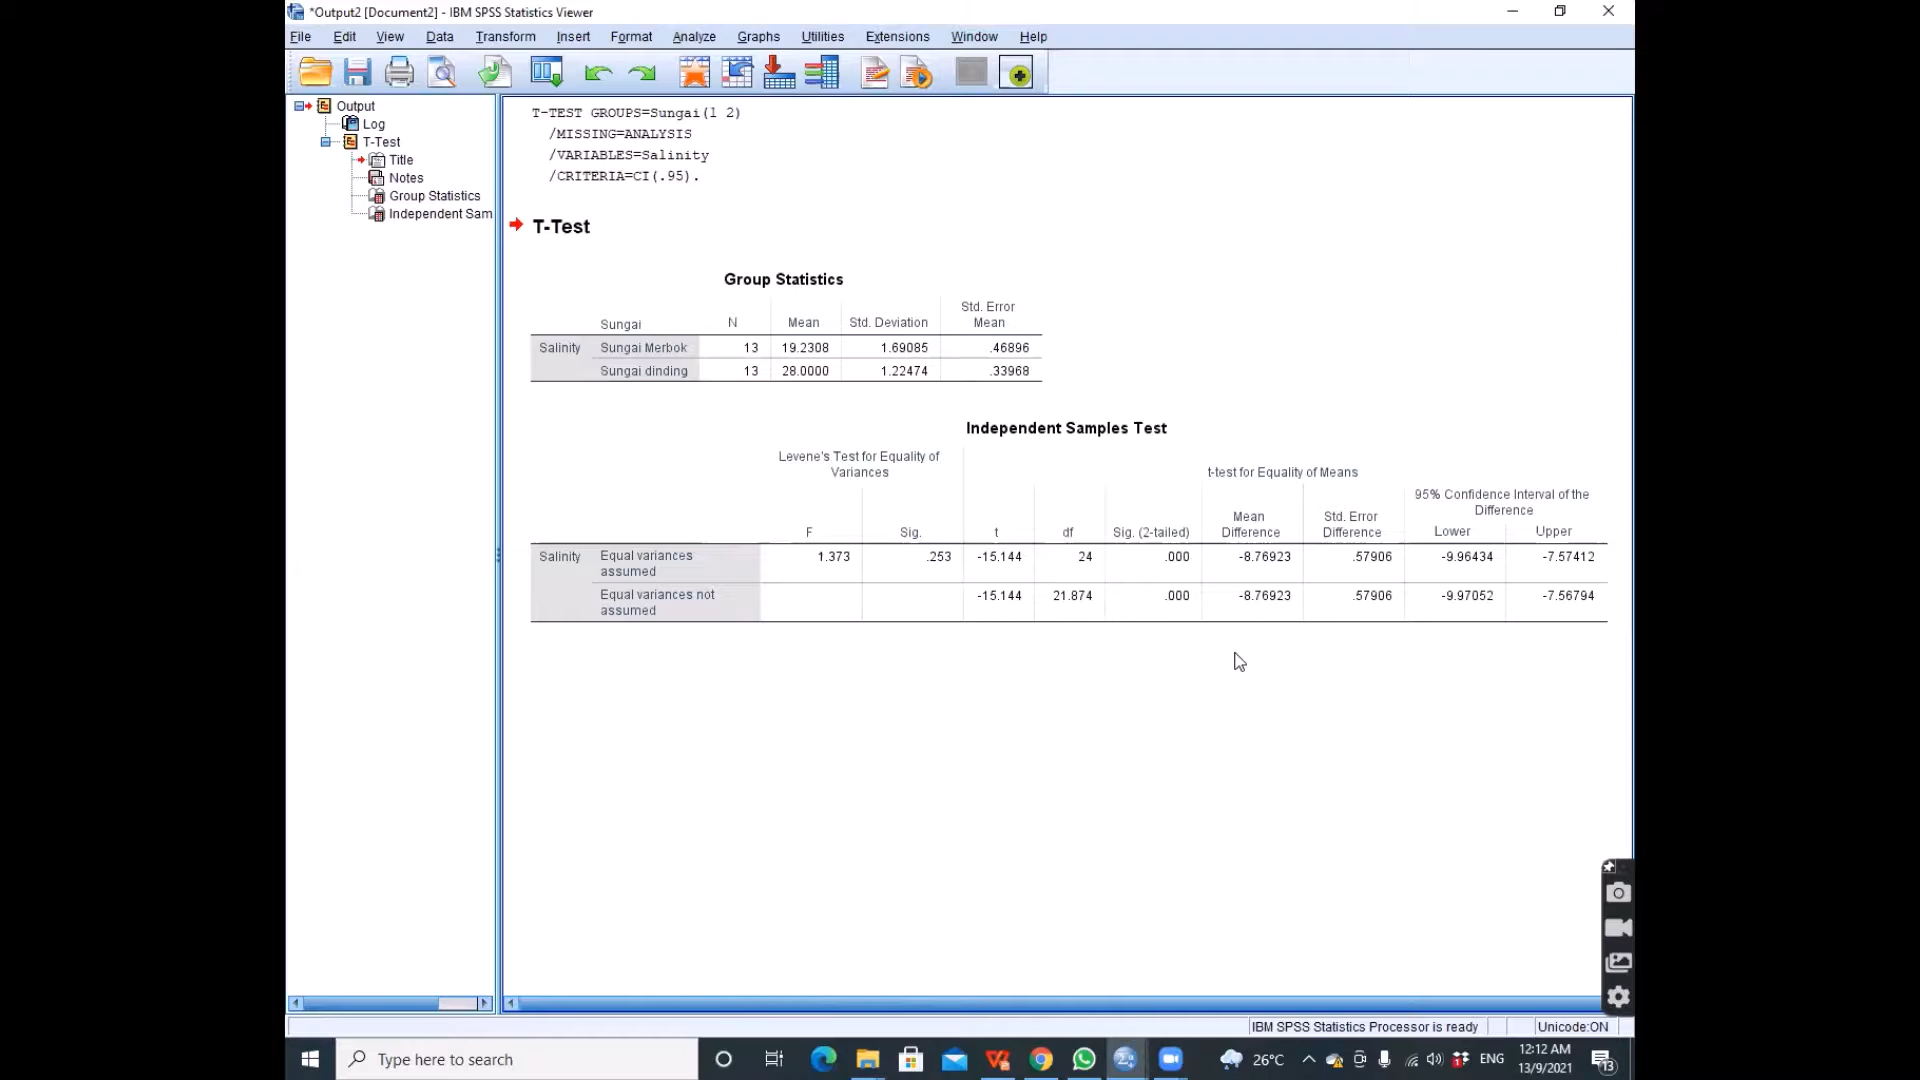 *Output2 [Document2] - IBM SPSS Statistics Viewer
File Edit View Data Transform Insert Format Analyze Graphs Utilities Extensions Window Help
Output
Log
T-Test
Title
Notes
Group Statistics
Independent Sam
T-TEST GROUPS=Sungai(1 2)
/MISSING=ANALYSIS
/VARIABLES=Salinity
/CRITERIA=CI(.95).
T-Test
Group Statistics
Sungai N Mean Std. Deviation Std. Error Mean
Salinity Sungai Merbok 13 19.2308 1.69085 .46896
Sungai dinding 13 28.0000 1.22474 .33968
Independent Samples Test
Levene's Test for Equality of Variances
t-test for Equality of Means
95% Confidence Interval of the Difference
F Sig. t df Sig. (2-tailed) Mean Difference Std. Error Difference Lower Upper
Salinity Equal variances assumed 1.373 .253 -15.144 24 .000 -8.76923 .57906 -9.96434 -7.57412
Equal variances not assumed -15.144 21.874 .000 -8.76923 .57906 -9.97052 -7.56794
IBM SPSS Statistics Processor is ready Unicode:ON
Type here to search
26°C ENG
12:12 AM
13/9/2021
13